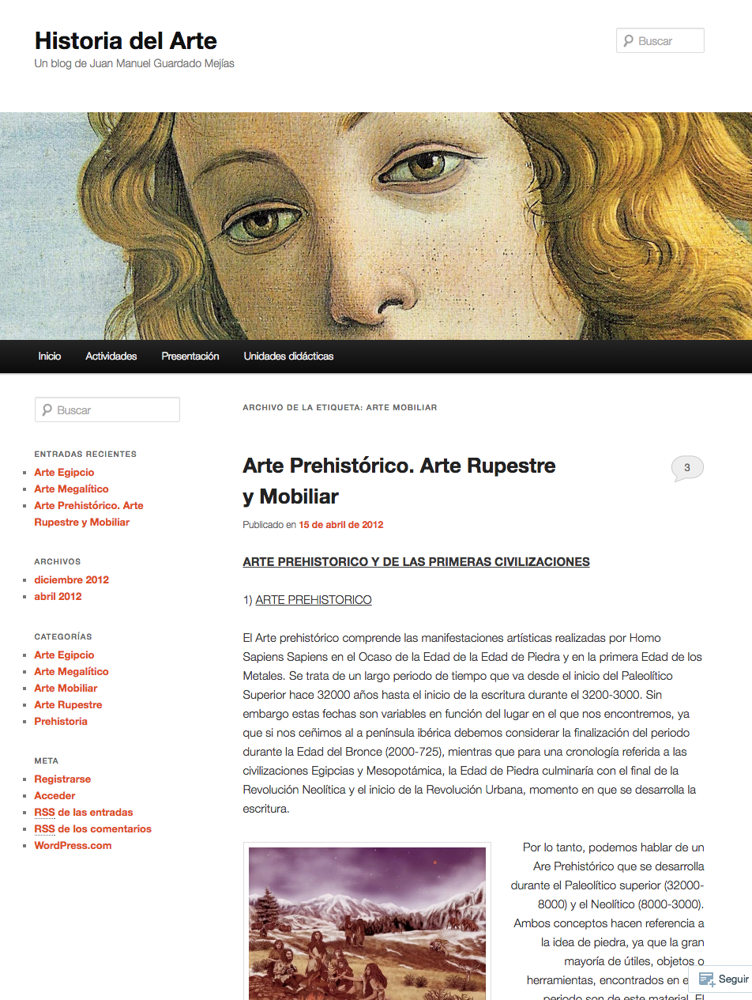 Historia del Arte
Un blog de Juan Manuel Guardado Mejías
Buscar
Inicio
Actividades
Presentación
Unidades didácticas
Buscar
ENTRADAS RECIENTES
Arte Egipcio
Arte Megalítico
Arte Prehistórico. Arte
Rupestre y Mobiliar
ARCHIVOS
diciembre 2012
abril 2012
CATEGORÍAS
Arte Egipcio
Arte Megalítico
Arte Mobiliar
Arte Rupestre
Prehistoria
META
Registrarse
Acceder
RSS de las entradas
RSS de los comentarios
WordPress.com
ARCHIVO DE LA ETIQUETA: ARTE MOBILIAR
Arte Prehistórico. Arte Rupestre
y Mobiliar
3
Publicado en 15 de abril de 2012
ARTE PREHISTORICO Y DE LAS PRIMERAS CIVILIZACIONES
1) ARTE PREHISTORICO
El Arte prehistórico comprende las manifestaciones artísticas realizadas por Homo
Sapiens Sapiens en el Ocaso de la Edad de la Edad de Piedra y en la primera Edad de los
Metales. Se trata de un largo periodo de tiempo que va desde el inicio del Paleolítico
Superior hace 32000 años hasta el inicio de la escritura durante el 3200-3000. Sin
embargo estas fechas son variables en función del lugar en el que nos encontremos, ya
que si nos ceñimos al a península ibérica debemos considerar la finalización del periodo
durante la Edad del Bronce (2000-725), mientras que para una cronología referida a las
civilizaciones Egipcias y Mesopotámica, la Edad de Piedra culminaría con el final de la
Revolución Neolítica y el inicio de la Revolución Urbana, momento en que se desarrolla la
escritura.
Por lo tanto, podemos hablar de un
Are Prehistórico que se desarrolla
durante el Paleolítico superior (32000-
8000) y el Neolítico (8000-3000).
Ambos conceptos hacen referencia a
la idea de piedra, ya que la gran
mayoría de útiles, objetos o
herramientas, encontrados en
periodo son de este material. El
Seguir